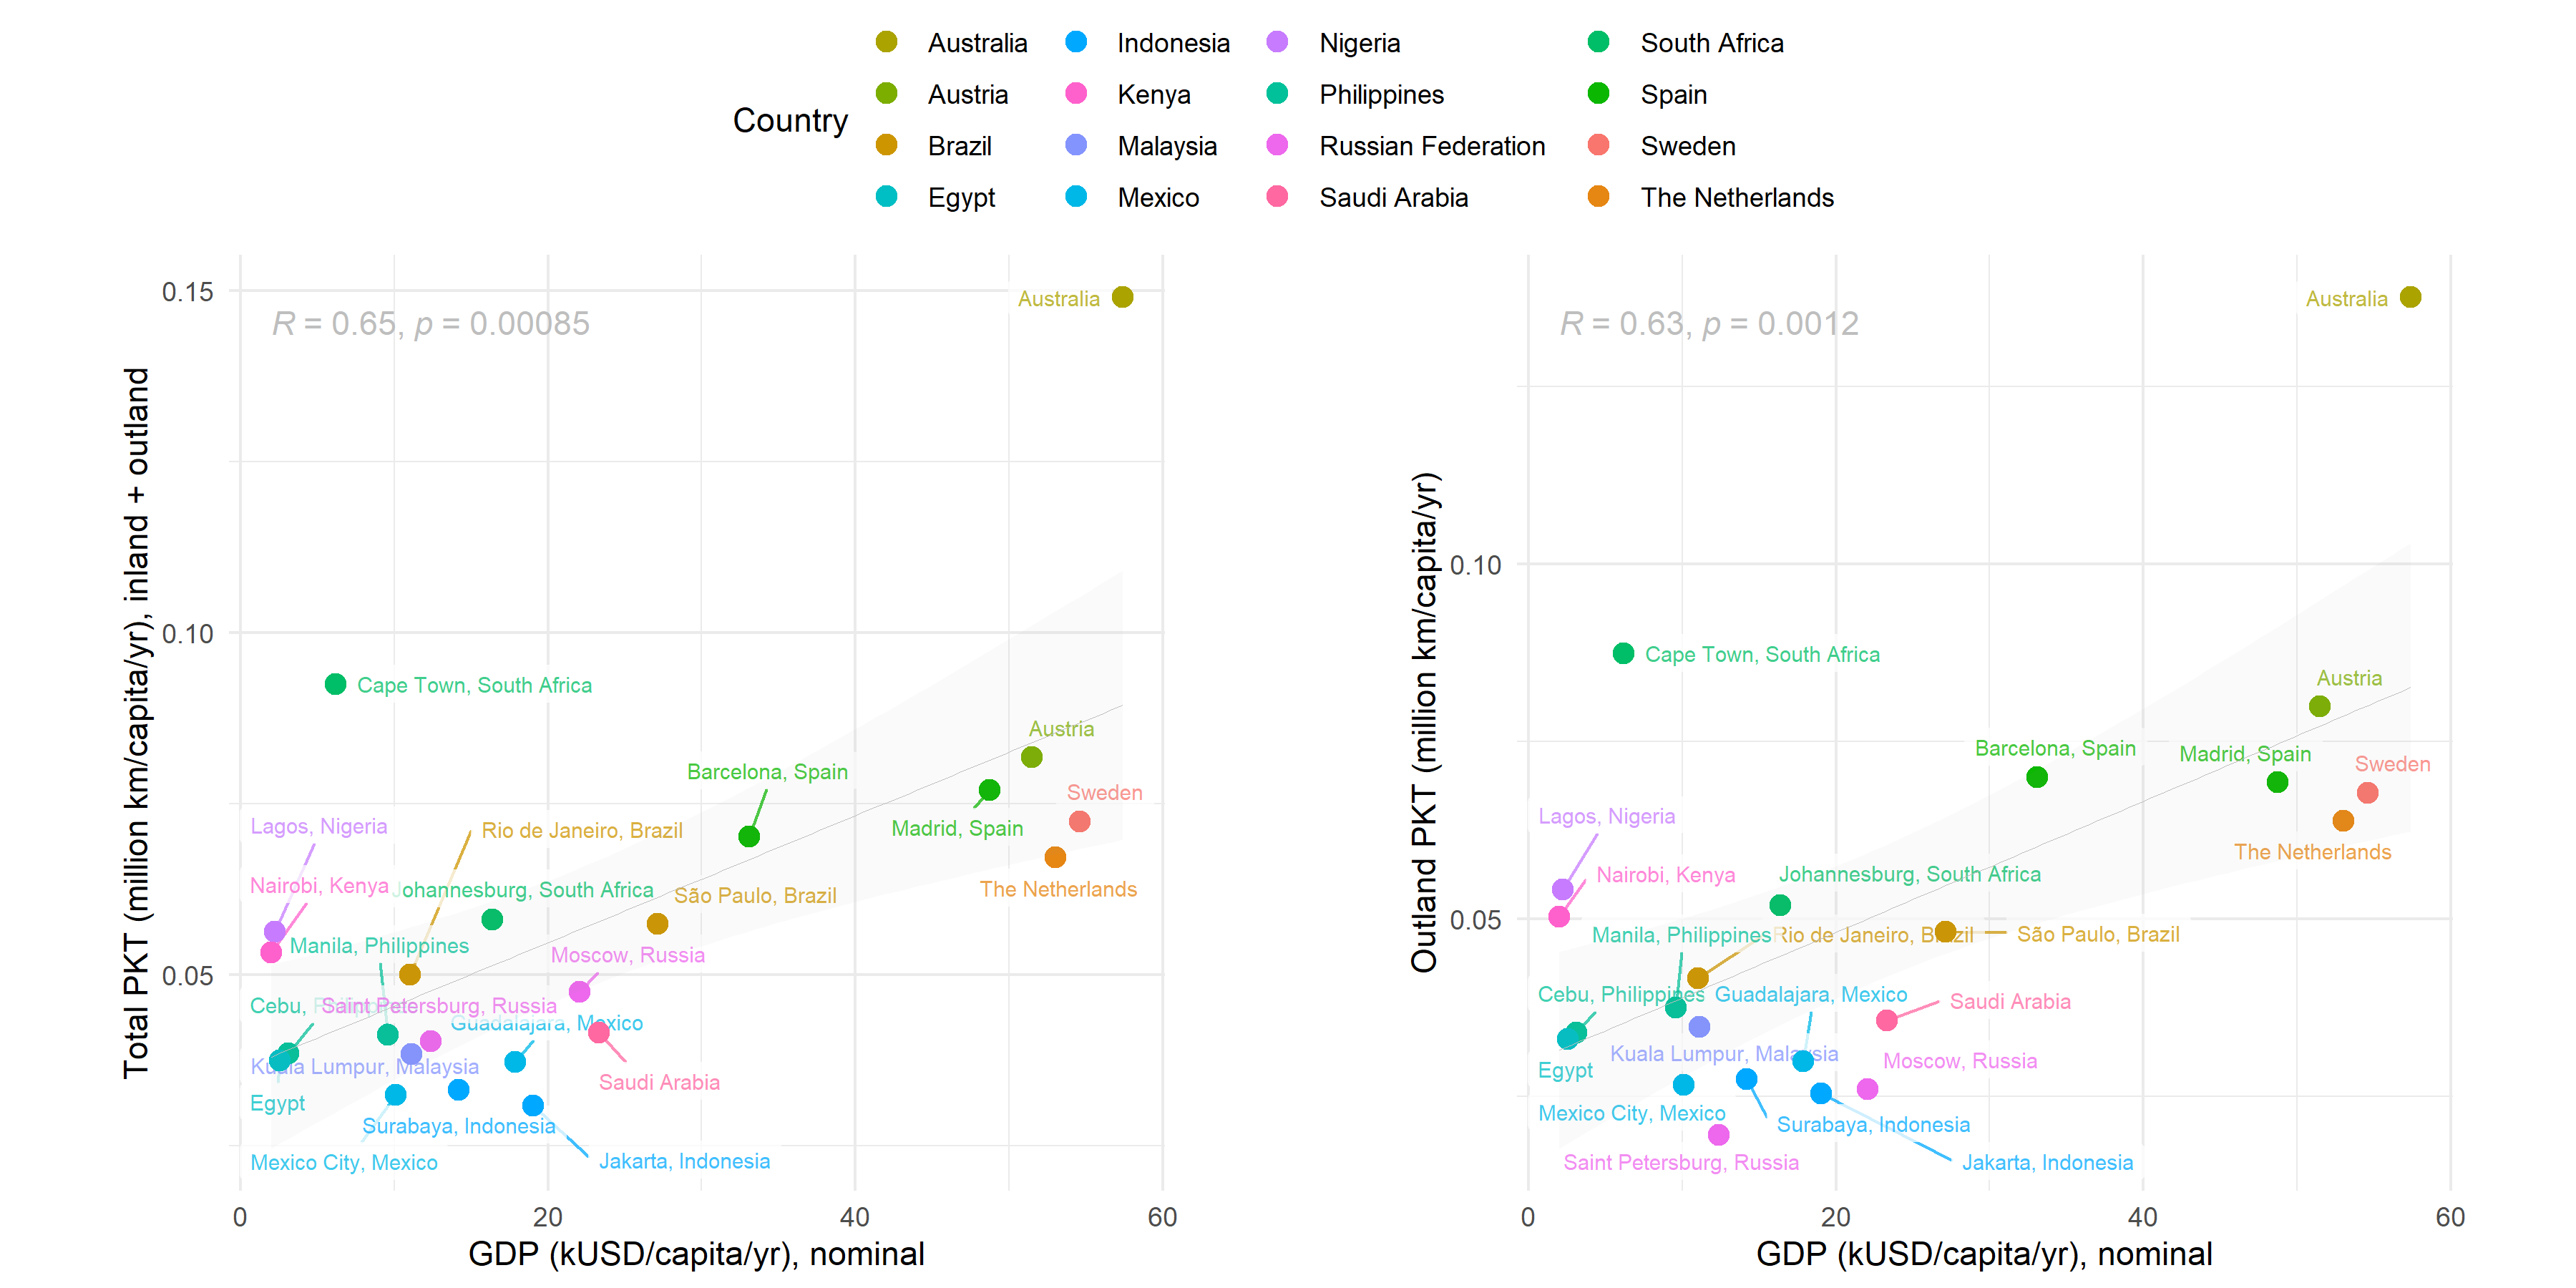 Country
Australia
Indonesia
Nigeria
South Africa
Austria
Kenya
Philippines
Spain
Brazil
Malaysia
Russian Federation
Sweden
Egypt
Mexico
Saudi Arabia
The Netherlands
Total PKT (million km/capita/yr), inland + outland
0.15
0.10
0.05
R = 0.65, p = 0.00085
Australia
Cape Town, South Africa
Austria
Barcelona, Spain
Sweden
Madrid, Spain
Lagos, Nigeria
Rio de Janeiro, Brazil
Nairobi, Kenya
Johannesburg, South Africa
São Paulo, Brazil
The Netherlands
Manila, Philippines
Moscow, Russia
Cebu, Philippines
Saint Petersburg, Russia
Guadalajara, Mexico
Kuala Lumpur, Malaysia
Saudi Arabia
Egypt
Surabaya, Indonesia
Mexico City, Mexico
Jakarta, Indonesia
0
20
40
60
GDP (kUSD/capita/yr), nominal
Outland PKT (million km/capita/yr)
0.10
0.05
R = 0.63, p = 0.0012
Australia
Cape Town, South Africa
Austria
Barcelona, Spain
Madrid, Spain
Sweden
Lagos, Nigeria
The Netherlands
Nairobi, Kenya
Johannesburg, South Africa
Manila, Philippines
Rio de Janeiro, Brazil
São Paulo, Brazil
Cebu, Philippines
Guadalajara, Mexico
Saudi Arabia
Kuala Lumpur, Malaysia
Moscow, Russia
Egypt
Mexico City, Mexico
Surabaya, Indonesia
Saint Petersburg, Russia
Jakarta, Indonesia
0
20
40
60
GDP (kUSD/capita/yr), nominal